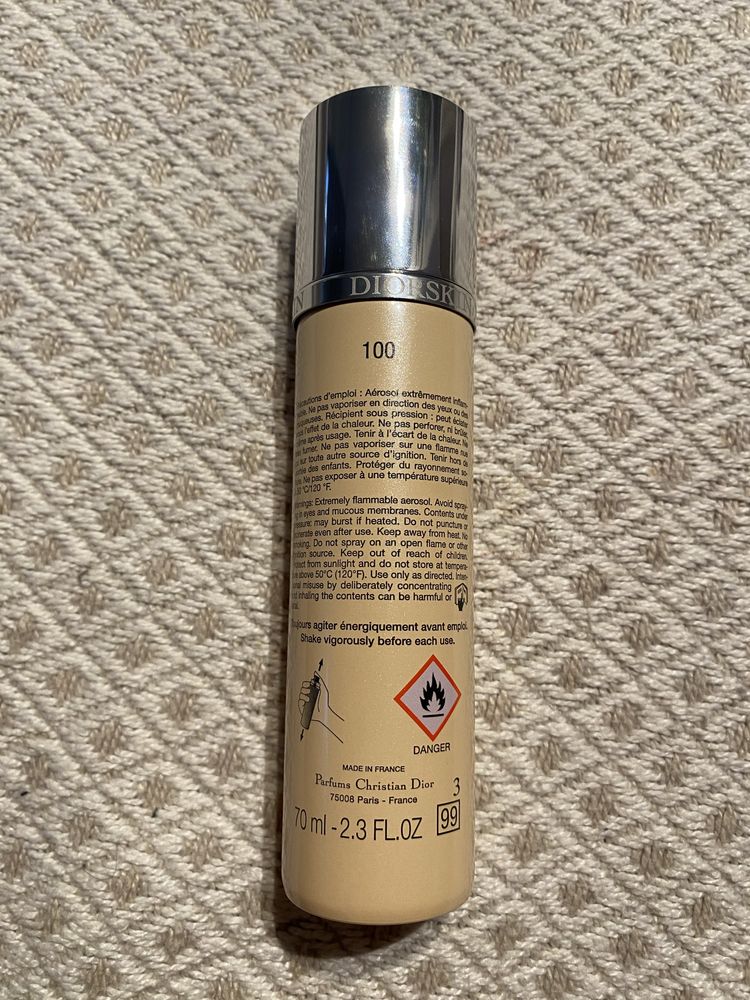 DIORSKIN
100
d'emploi : Aérosol extrêmement
Ne pas vaporiser en direction des yeux ou des
Récipient sous pression : peut éclater
l'effet de la chaleur. Ne pas perforer, ni brûler,
après usage. Tenir à l'écart de la chaleur. Ne
fumer. Ne pas vaporiser sur une flamme nue
sur toute autre source d'ignition. Tenir hors de
des enfants. Protéger du rayonnement
Ne pas exposer à une température supérieure
°C/120 °F.
Extremely flammable aerosol. Avoid spray-
in eyes and mucous membranes. Contents under
may burst if heated. Do not puncture or
even after use. Keep away from heat. No
Do not spray on an open flame or other
source. Keep out of reach of children.
from sunlight and do not store at tempera-
above 50°C (120°F). Use only as directed.
misuse by deliberately concentrating
inhaling the contents can be harmful or
agiter énergiquement avant emploi.
Shake vigorously before each use.
DANGER
MADE IN FRANCE
Parfums Christian Dior
75008 Paris - France
3
70 ml - 2.3 FL.OZ 99